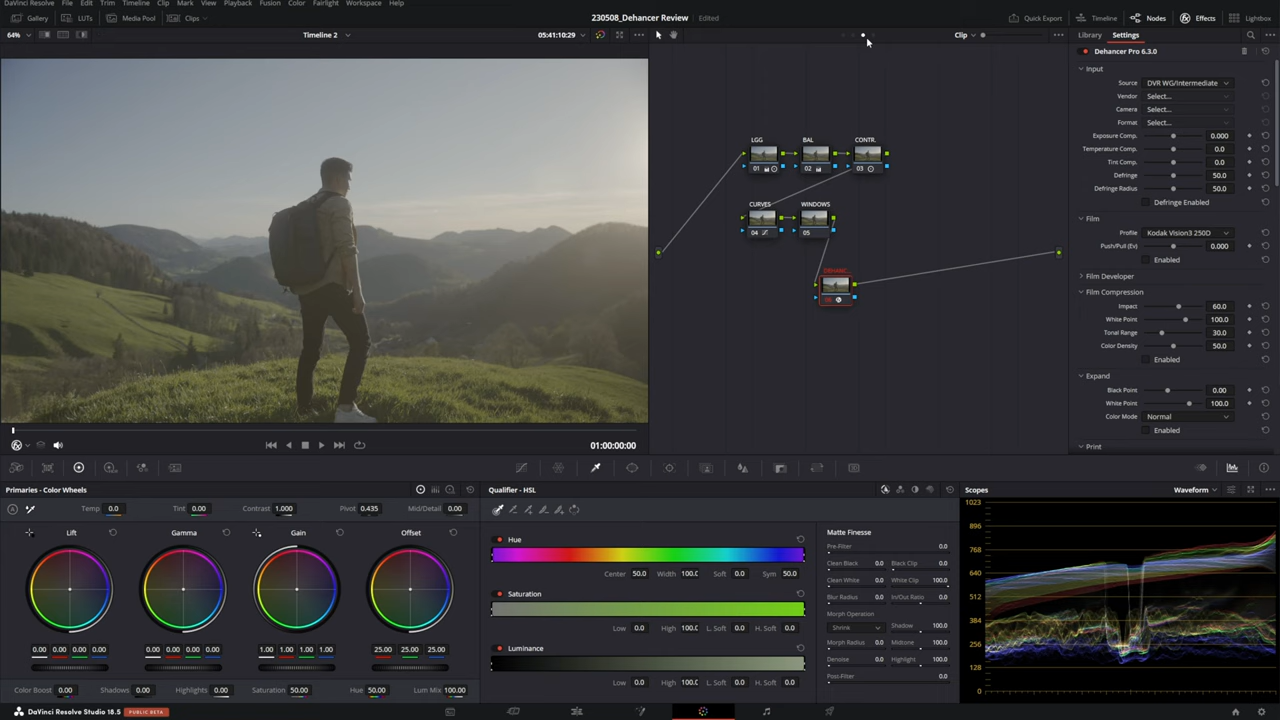 DaVinci Resolve File Edit Trim Timeline Clip Mark View Playback Fusion Color Fairlight Workspace Help
Gallery LUTs Media Pool Clips 230508_Dehancer Review Edited Quick Export Timeline Nodes Effects Lightbox
64% Timeline 2 05:41:10:29 Clip Library Settings
Dehancer Pro 6.3.0
Input
Source DVR WG/Intermediate
Vendor Select...
Camera Select...
Format Select...
Exposure Comp. 0.000
Temperature Comp. 0.0
Tint Comp. 0.0
Defringe 50.0
Defringe Radius 50.0
Defringe Enabled
Film
Profile Kodak Vision3 250D
Push/Pull (Ev) 0.000
Enabled
Film Developer
Film Compression
Impact 60.0
White Point 100.0
Tonal Range 30.0
Color Density 50.0
Enabled
Expand
Black Point 0.00
White Point 100.0
Color Mode Normal
Enabled
Print
LGG BAL CONTR.
01 02 03
CURVES WINDOWS
04 05
DEHANC...
01:00:00:00
Primaries - Color Wheels
Temp 0.0 Tint 0.00 Contrast 1.000 Pivot 0.435 Mid/Detail 0.00
Lift Gamma Gain Offset
0.00 0.00 0.00 0.00 0.00 0.00 0.00 0.00 1.00 1.00 1.00 1.00 25.00 25.00 25.00
Color Boost 0.00 Shadows 0.00 Highlights 0.00 Saturation 50.00 Hue 50.00 Lum Mix 100.00
Qualifier - HSL
Hue
Center 50.0 Width 100.0 Soft 0.0 Sym 50.0
Saturation
Low 0.0 High 100.0 L. Soft 0.0 H. Soft 0.0
Luminance
Low 0.0 High 100.0 L. Soft 0.0 H. Soft 0.0
Matte Finesse
Pre-Filter 0.0
Clean Black 0.0 Black Clip 0.0
Clean White 0.0 White Clip 100.0
Blur Radius 0.0 In/Out Ratio 0.0
Morph Operation
Shrink Shadow 100.0
Morph Radius 0.0 Midtone 100.0
Denoise 0.0 Highlight 100.0
Post-Filter 0.0
Scopes Waveform
1023
896
768
640
512
384
256
128
0
DaVinci Resolve Studio 18.5 PUBLIC BETA